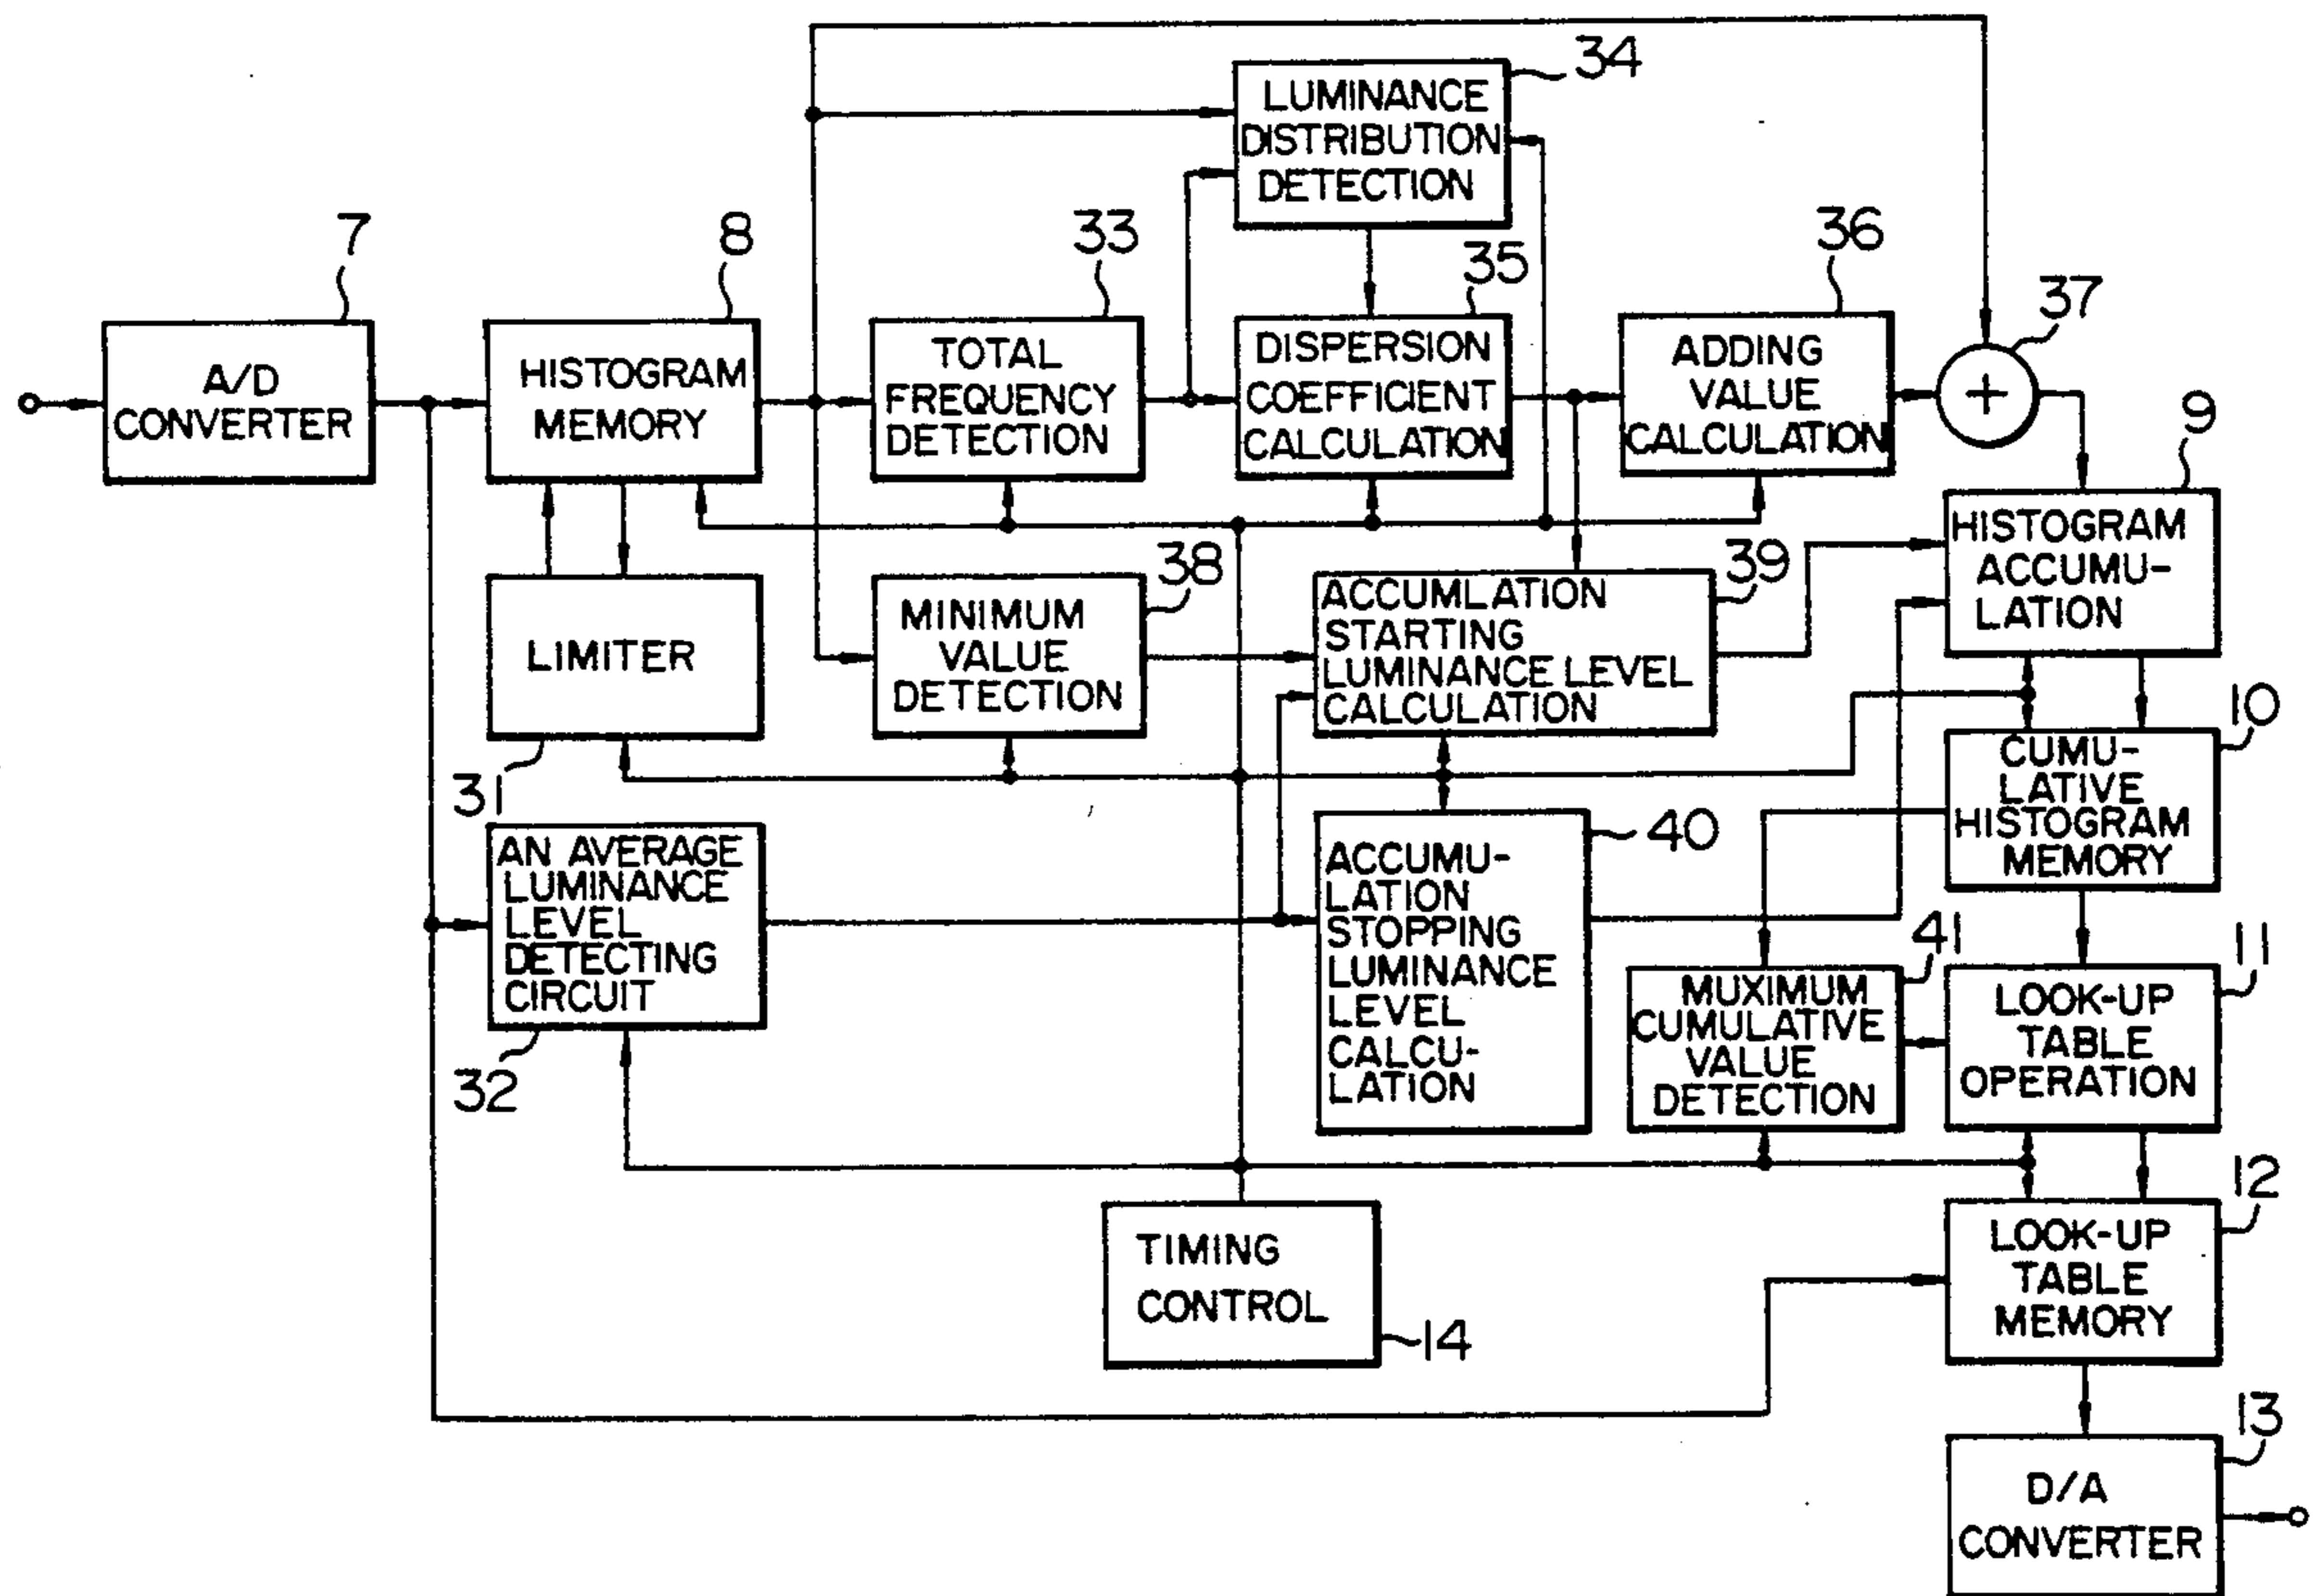 34
LUMINANCE
DISTRIBUTION
DETECTION
7
A/D
CONVERTER
8
HISTOGRAM
MEMORY
33
TOTAL
FREQUENCY
DETECTION
35
DISPERSION
COEFFICIENT
CALCULATION
36
ADDING
VALUE
CALCULATION
37
+
9
HISTOGRAM
ACCUMU-
LATION
LIMITER
31
38
MINIMUM
VALUE
DETECTION
39
ACCUMLATION
STARTING
LUMINANCE LEVEL
CALCULATION
10
CUMU-
LATIVE
HISTOGRAM
MEMORY
AN AVERAGE
LUMINANCE
LEVEL
DETECTING
CIRCUIT
32
40
ACCUMU-
LATION
STOPPING
LUMINANCE
LEVEL
CALCU-
LATION
41
MUXIMUM
CUMULATIVE
VALUE
DETECTION
11
LOOK-UP
TABLE
OPERATION
TIMING
CONTROL
14
12
LOOK-UP
TABLE
MEMORY
13
D/A
CONVERTER